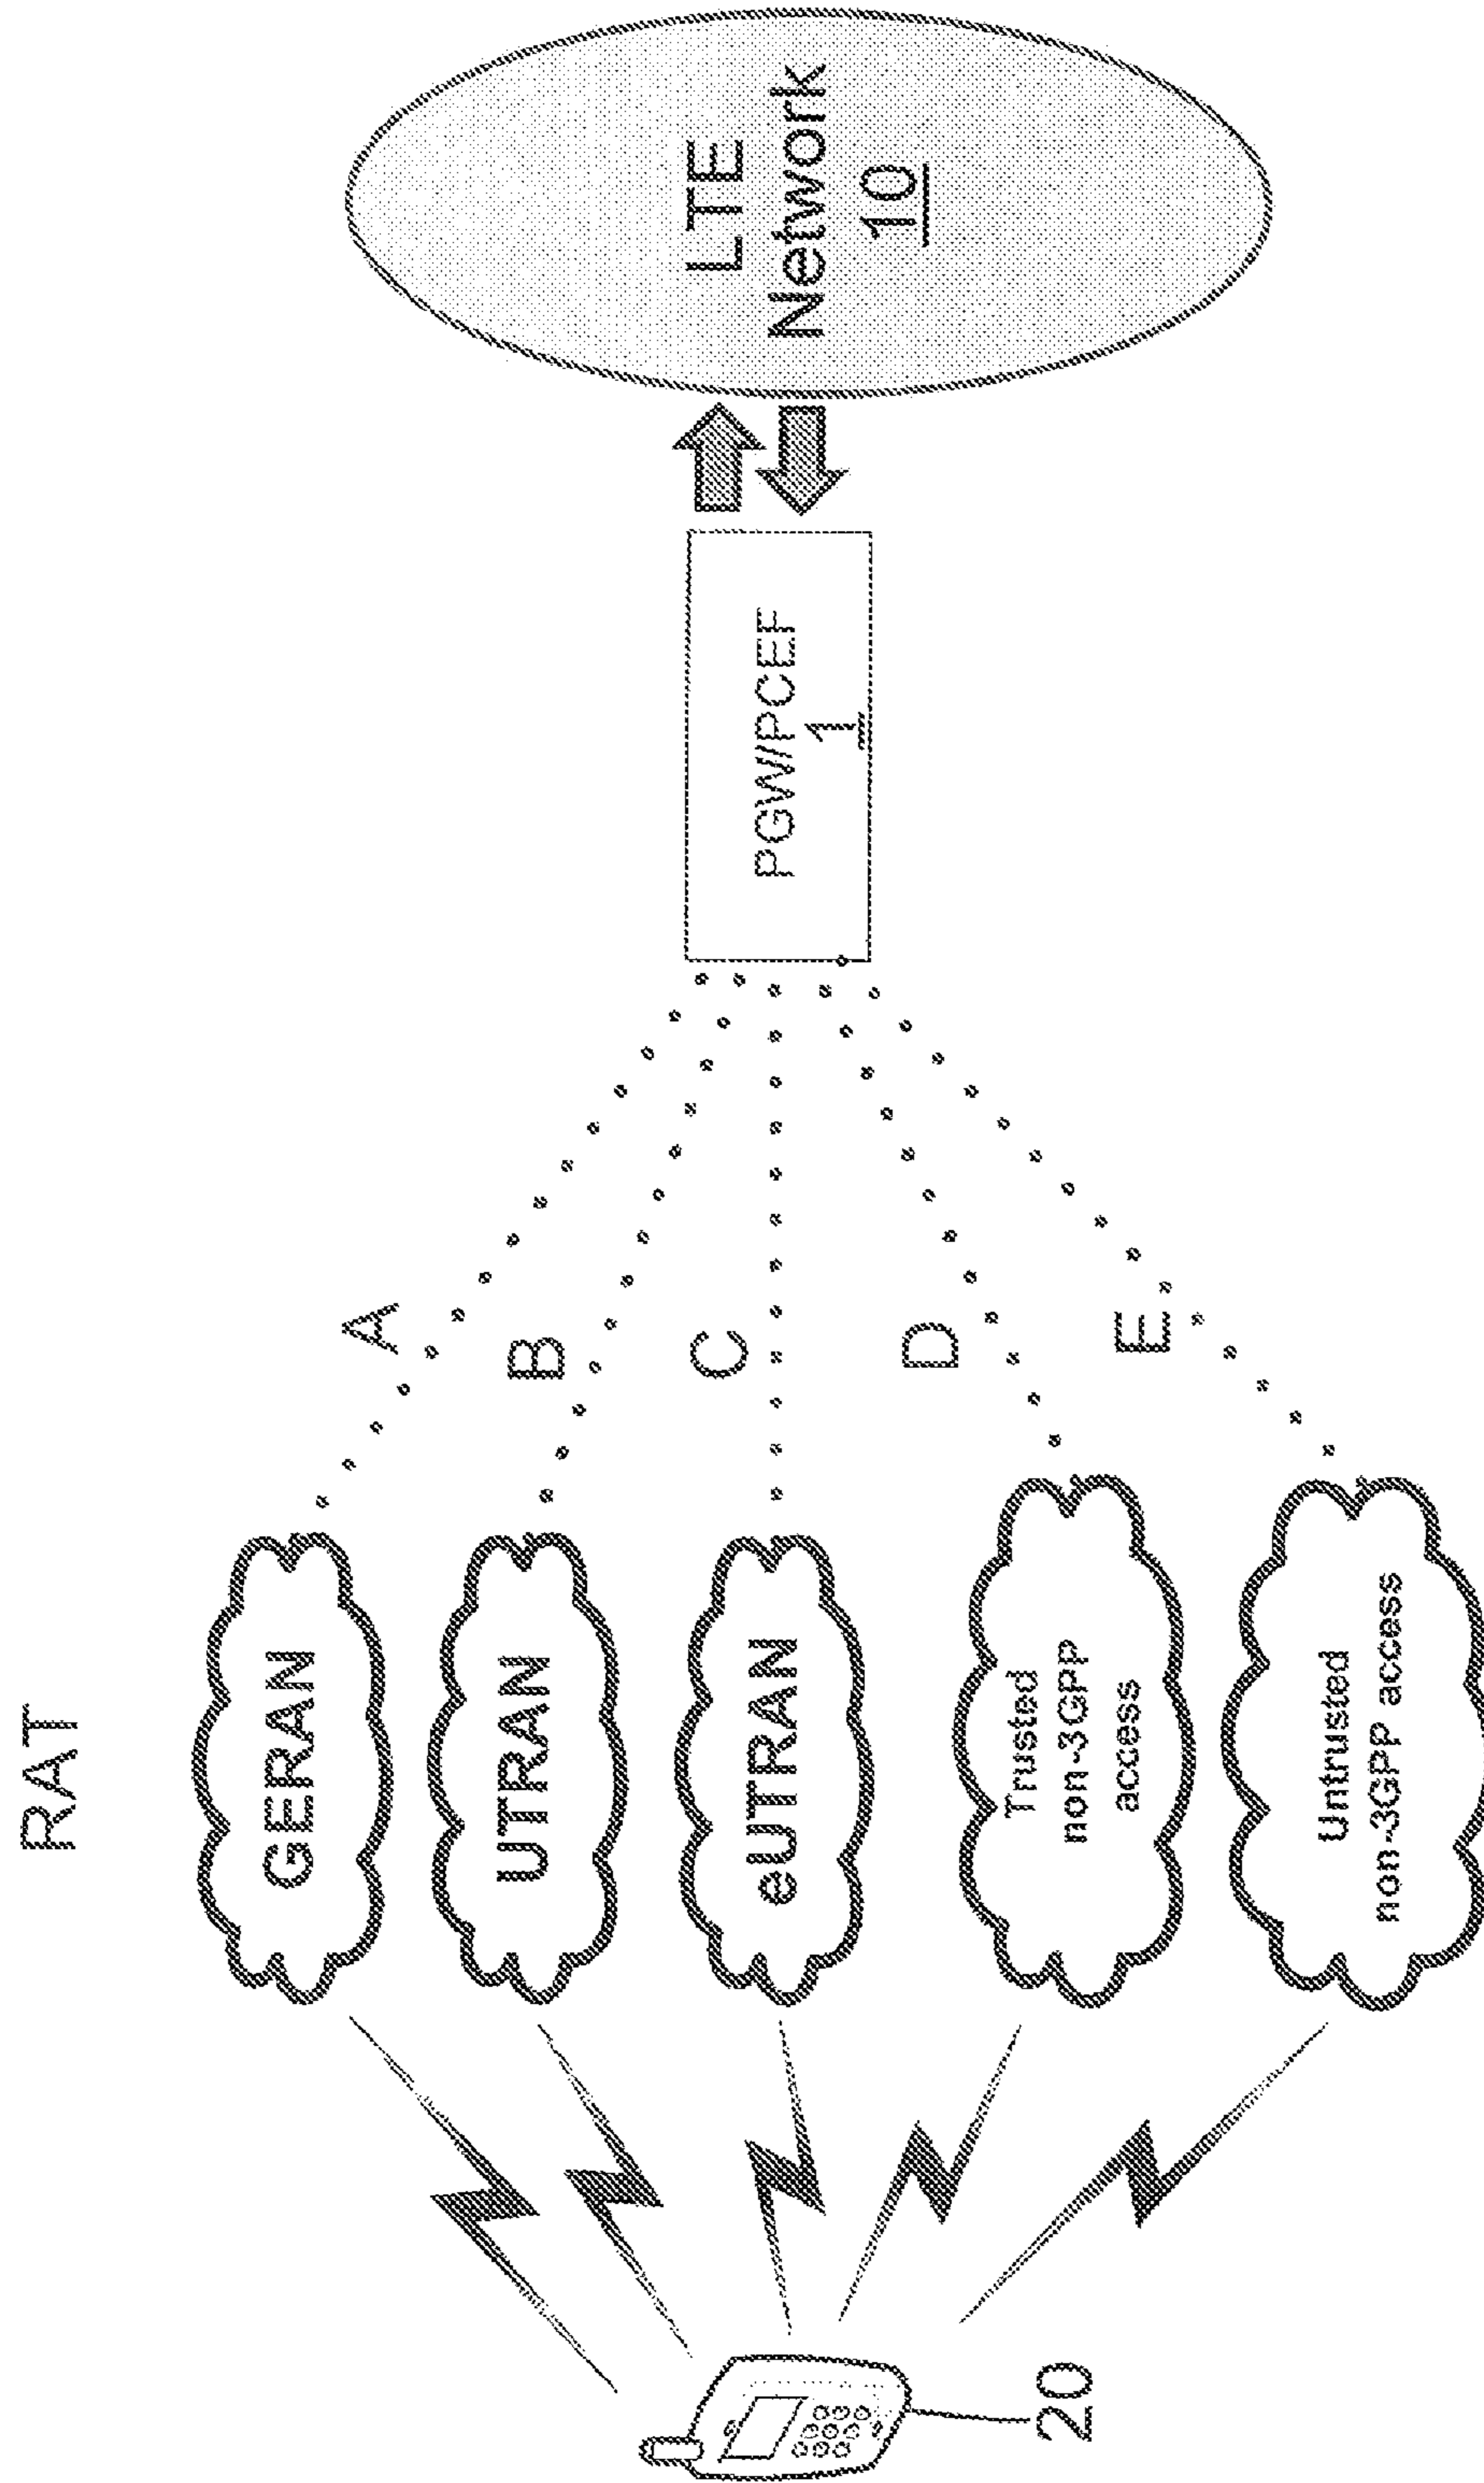 RAT
GERAN
UTRAN
eUTRAN
Trusted
non-3GPP
access
Untrusted
non-3GPP access
A
B
C
D
E
PGW/PCEF
1
LTE
Network
10
20